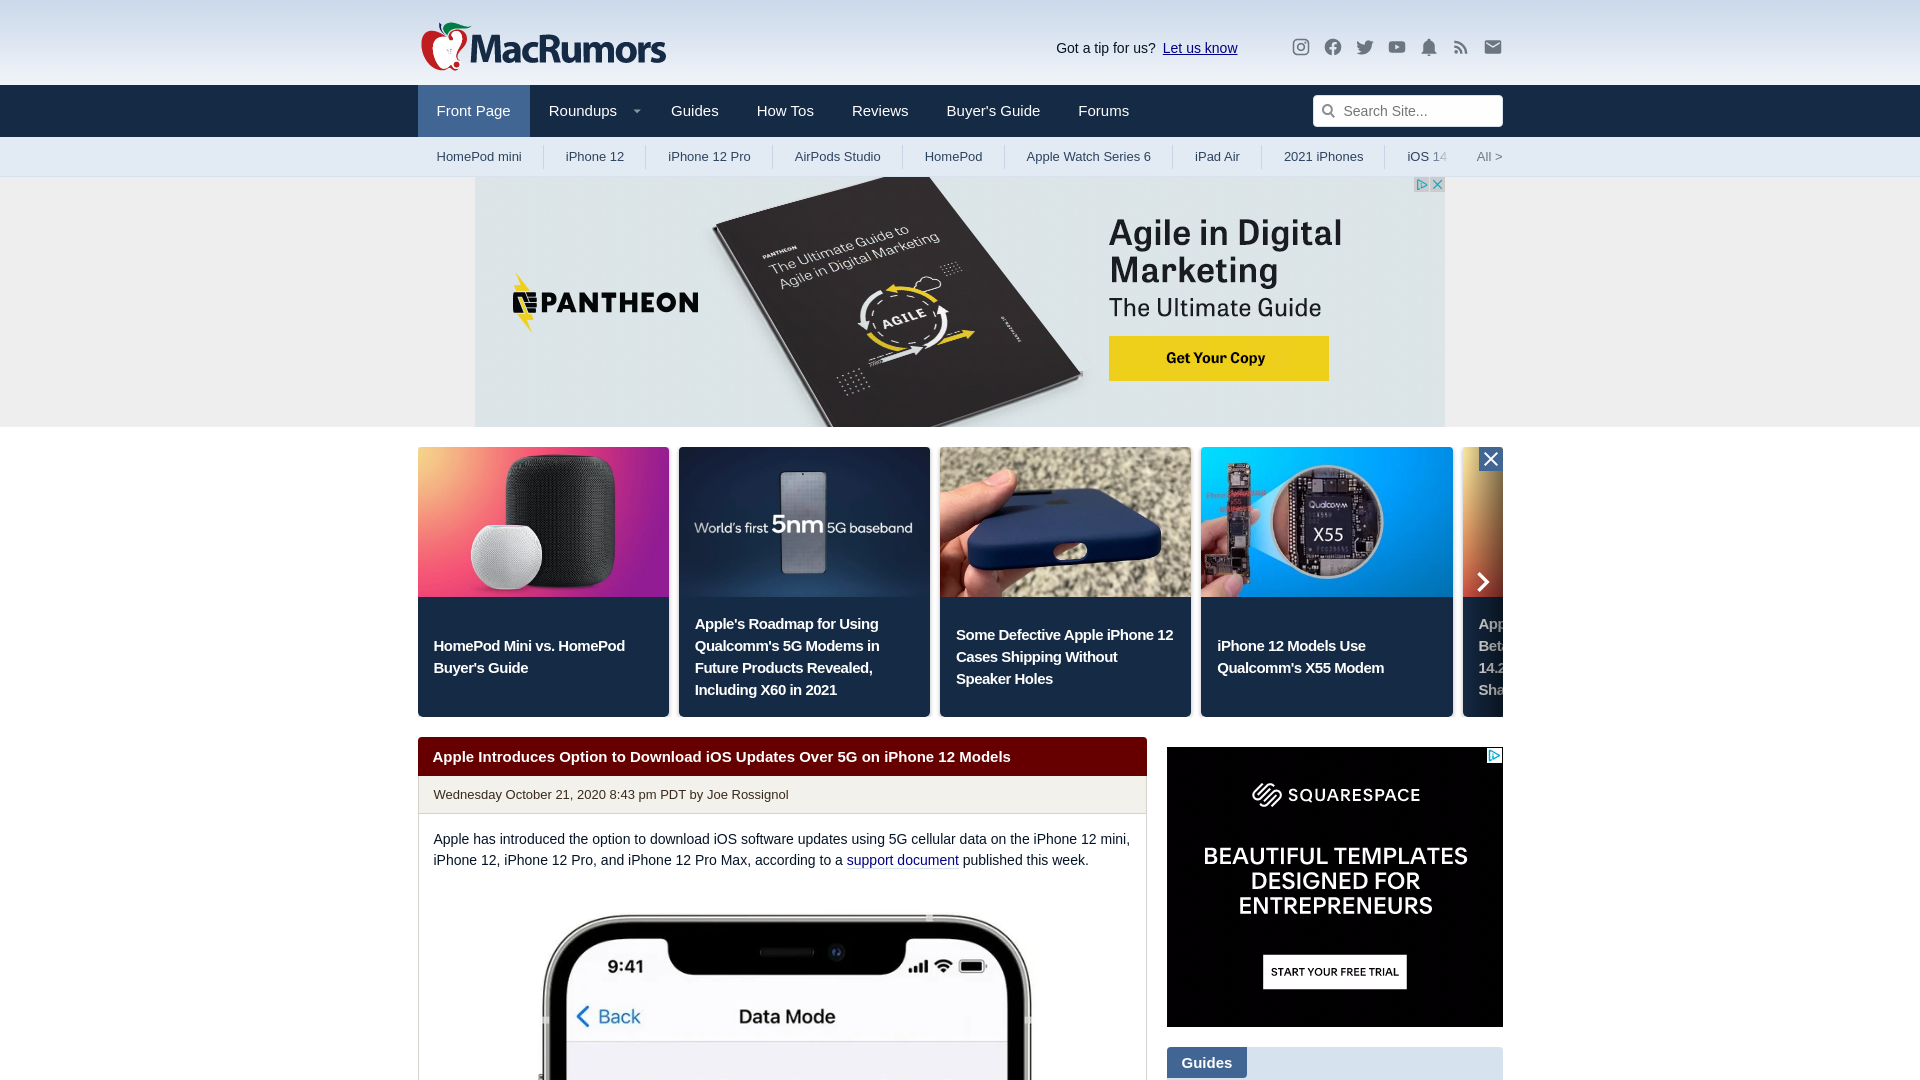 MacRumors
Got a tip for us? Let us know
Front Page Roundups Guides How Tos Reviews Buyer's Guide Forums Search Site...
HomePod mini iPhone 12 iPhone 12 Pro AirPods Studio HomePod Apple Watch Series 6 iPad Air 2021 iPhones iOS 14 All >
PANTHEON
PANTHEON
The Ultimate Guide to
Agile in Digital Marketing
AGILE
Agile in Digital
Marketing
The Ultimate Guide
Get Your Copy
HomePod Mini vs. HomePod
Buyer's Guide
World's first 5nm 5G baseband
Apple's Roadmap for Using
Qualcomm's 5G Modems in
Future Products Revealed,
Including X60 in 2021
Some Defective Apple iPhone 12
Cases Shipping Without
Speaker Holes
Qualcomm
X55
iPhone 12 Models Use
Qualcomm's X55 Modem
App
Beta
14.2
Sha
Apple Introduces Option to Download iOS Updates Over 5G on iPhone 12 Models
Wednesday October 21, 2020 8:43 pm PDT by Joe Rossignol
Apple has introduced the option to download iOS software updates using 5G cellular data on the iPhone 12 mini,
iPhone 12, iPhone 12 Pro, and iPhone 12 Pro Max, according to a support document published this week.
9:41
Back Data Mode
SQUARESPACE
BEAUTIFUL TEMPLATES
DESIGNED FOR
ENTREPRENEURS
START YOUR FREE TRIAL
Guides